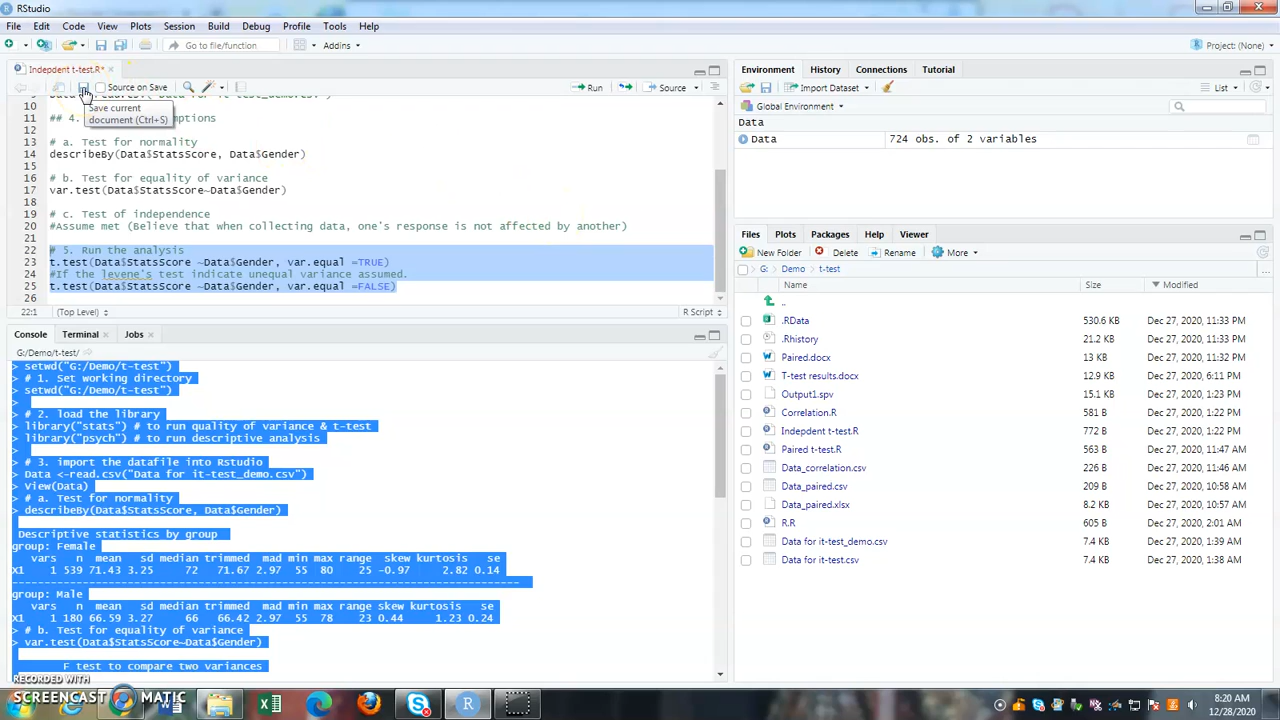 RStudio
File Edit Code View Plots Session Build Debug Profile Tools Help
Go to file/function Addins Project: (None)
Indepdent t-test.R*
Source on Save Run Source
Save current
document (Ctrl+S)
10
11 ## 4.
12
13 # a. Test for normality
14 describeBy(Data$StatsScore, Data$Gender)
15
16 # b. Test for equality of variance
17 var.test(Data$StatsScore~Data$Gender)
18
19 # c. Test of independence
20 #Assume met (Believe that when collecting data, one's response is not affected by another)
21
22 # 5. Run the analysis
23 t.test(Data$StatsScore ~Data$Gender, var.equal =TRUE)
24 #If the levene's test indicate unequal variance assumed.
25 t.test(Data$StatsScore ~Data$Gender, var.equal =FALSE)
26
22:1 (Top Level) R Script
Console Terminal Jobs
G:/Demo/t-test/
> setwd("G:/Demo/t-test")
> # 1. Set working directory
> setwd("G:/Demo/t-test")
>
> # 2. load the library
> library("stats") # to run quality of variance & t-test
> library("psych") # to run descriptive analysis
>
> # 3. import the datafile into Rstudio
> Data <-read.csv("Data for it-test_demo.csv")
> View(Data)
> # a. Test for normality
> describeBy(Data$StatsScore, Data$Gender)
Descriptive statistics by group
group: Female
vars n mean sd median trimmed mad min max range skew kurtosis se
X1 1 539 71.43 3.25 72 71.67 2.97 55 80 25 -0.97 2.82 0.14
------------------------------------------------------------------------
group: Male
vars n mean sd median trimmed mad min max range skew kurtosis se
X1 1 180 66.59 3.27 66 66.42 2.97 55 78 23 0.44 1.23 0.24
> # b. Test for equality of variance
> var.test(Data$StatsScore~Data$Gender)
F test to compare two variances
Environment History Connections Tutorial
Import Dataset List
Global Environment
Data
Data 724 obs. of 2 variables
Files Plots Packages Help Viewer
New Folder Delete Rename More
G: Demo t-test ...
Name Size Modified
..
.RData 530.6 KB Dec 27, 2020, 11:33 PM
.Rhistory 21.2 KB Dec 27, 2020, 11:33 PM
Paired.docx 13 KB Dec 27, 2020, 11:32 PM
T-test results.docx 12.9 KB Dec 27, 2020, 6:11 PM
Output1.spv 15.1 KB Dec 27, 2020, 1:23 PM
Correlation.R 581 B Dec 27, 2020, 1:22 PM
Indepdent t-test.R 772 B Dec 27, 2020, 1:22 PM
Paired t-test.R 563 B Dec 27, 2020, 11:47 AM
Data_correlation.csv 226 B Dec 27, 2020, 11:46 AM
Data_paired.csv 209 B Dec 27, 2020, 10:58 AM
Data_paired.xlsx 8.2 KB Dec 27, 2020, 10:57 AM
R.R 605 B Dec 27, 2020, 2:01 AM
Data for it-test_demo.csv 7.4 KB Dec 27, 2020, 1:39 AM
Data for it-test.csv 7.4 KB Dec 27, 2020, 1:38 AM
RECORDED WITH
SCREENCAST MATIC
8:20 AM
12/28/2020